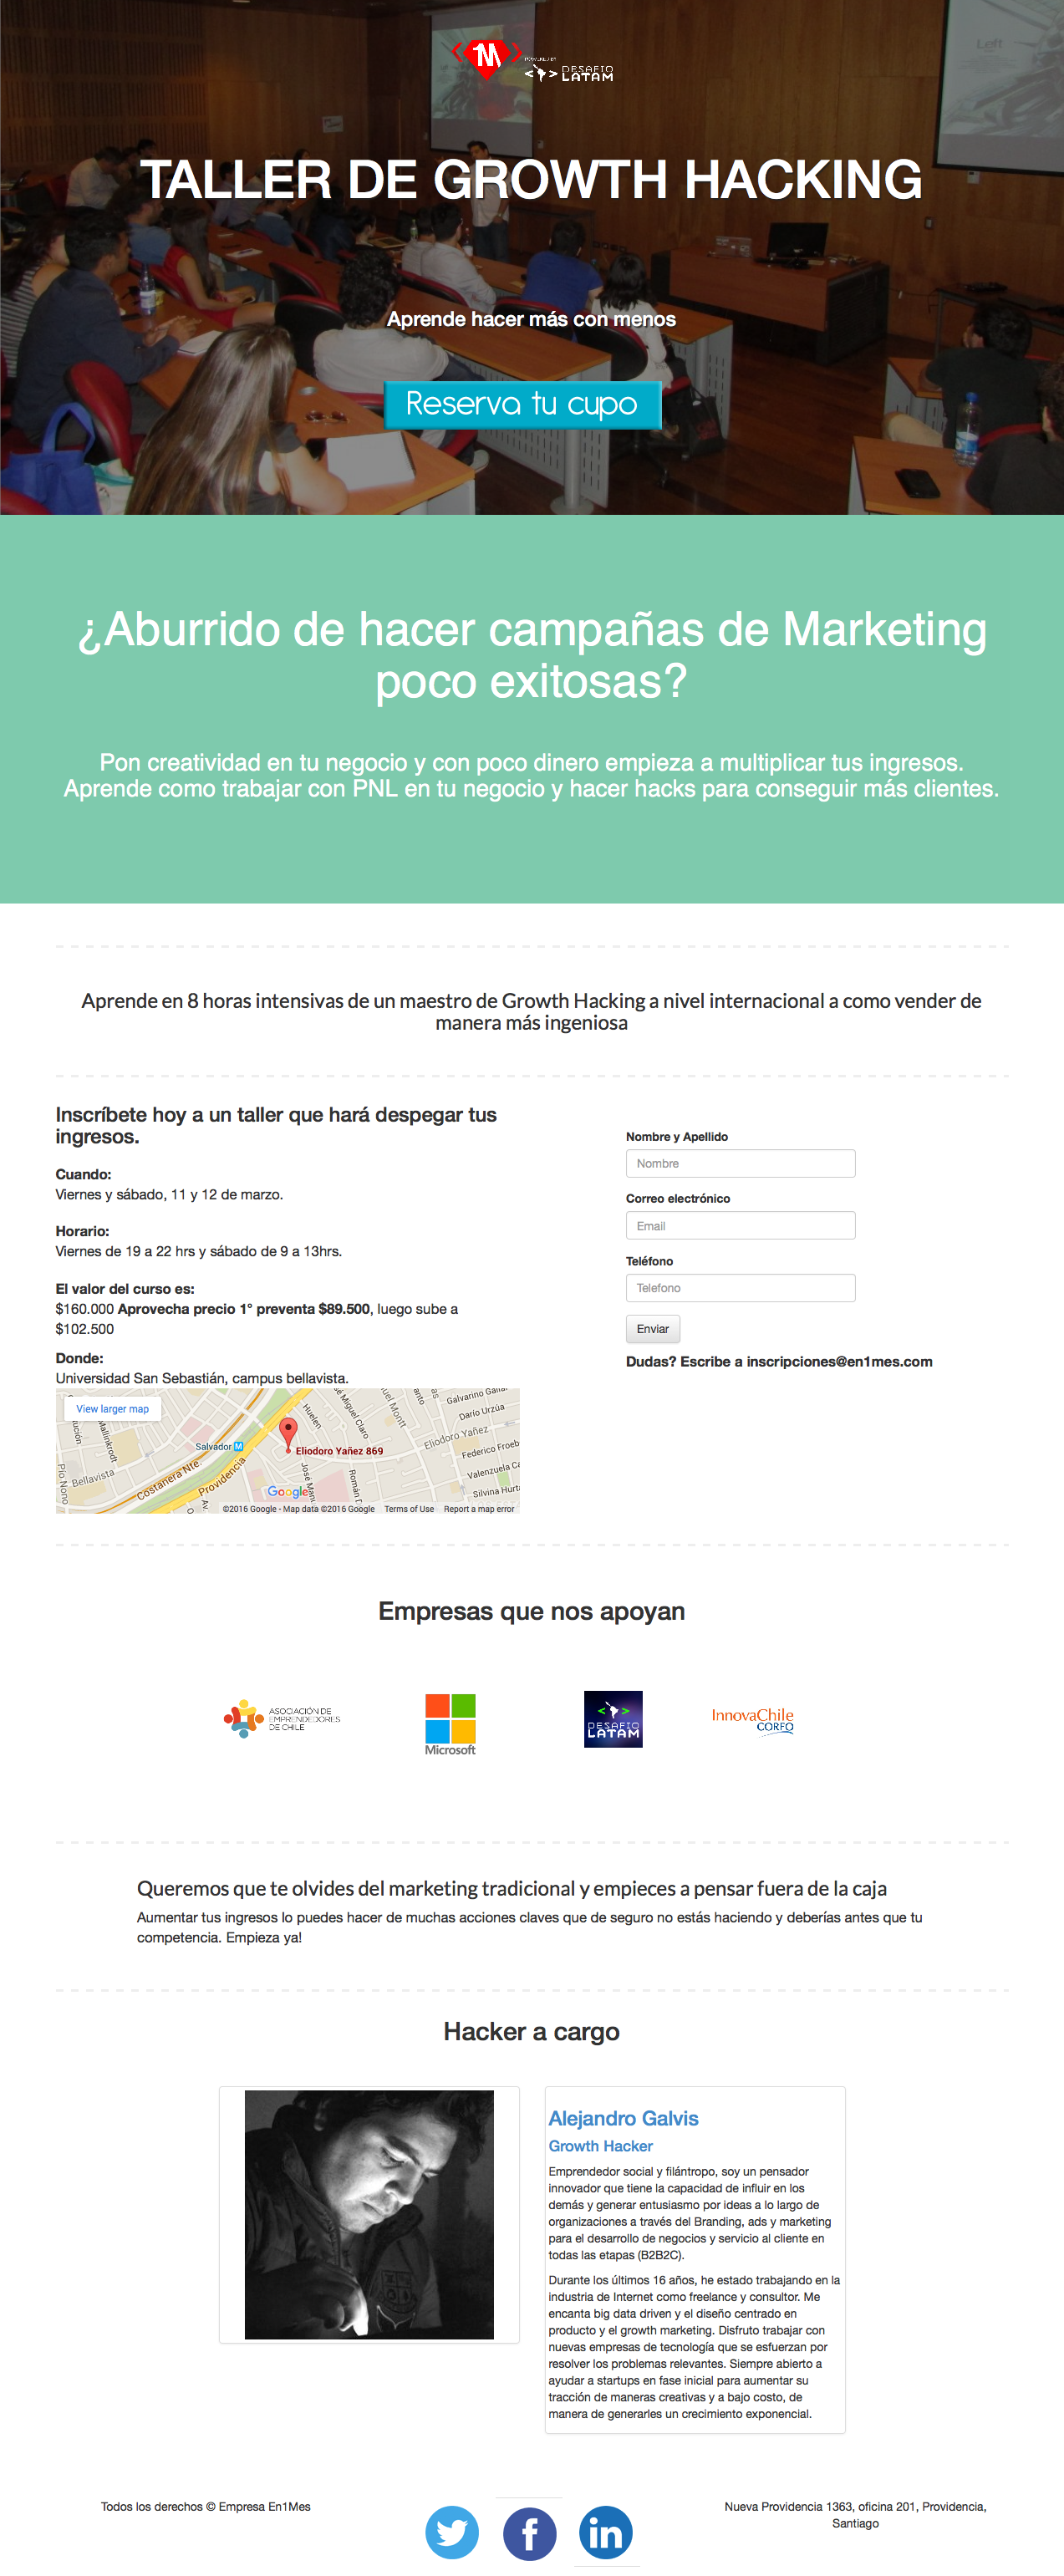 1M
POWERED BY
DESAFIO
LATAM
Left
TALLER DE GROWTH HACKING
Aprende hacer más con menos
Reserva tu cupo
¿Aburrido de hacer campañas de Marketing
poco exitosas?
Pon creatividad en tu negocio y con poco dinero empieza a multiplicar tus ingresos.
Aprende como trabajar con PNL en tu negocio y hacer hacks para conseguir más clientes.
Aprende en 8 horas intensivas de un maestro de Growth Hacking a nivel internacional a como vender de
manera más ingeniosa
Inscríbete hoy a un taller que hará despegar tus
ingresos.
Cuando:
Viernes y sábado, 11 y 12 de marzo.
Horario:
Viernes de 19 a 22 hrs y sábado de 9 a 13hrs.
El valor del curso es:
$160.000 Aprovecha precio 1° preventa $89.500, luego sube a
$102.500
Donde:
Universidad San Sebastián, campus bellavista.
View larger map
Mallinkrodt
Pío Nono
Bellavista
Costanera Nte.
Salvador
M
Providencia
Av.
Huelen
José Miguel Claro
Eliodoro Yañez 869
Eliodoro Yañez
Galvarino Galla
Darío Urzúa
Federico Froeb
Valenzuela Ca
Silvina Hurta
José Manu
Román D
Google
©2016 Google - Map data ©2016 Google
Terms of Use
Report a map error
Nombre y Apellido
Nombre
Correo electrónico
Email
Teléfono
Telefono
Enviar
Dudas? Escribe a inscripciones@en1mes.com
Empresas que nos apoyan
ASOCIACIÓN DE
EMPRENDEDORES
DE CHILE
Microsoft
DESAFIO
LATAM
InnovaChile
CORFO
Queremos que te olvides del marketing tradicional y empieces a pensar fuera de la caja
Aumentar tus ingresos lo puedes hacer de muchas acciones claves que de seguro no estás haciendo y deberías antes que tu
competencia. Empieza ya!
Hacker a cargo
Alejandro Galvis
Growth Hacker
Emprendedor social y filántropo, soy un pensador
innovador que tiene la capacidad de influir en los
demás y generar entusiasmo por ideas a lo largo de
organizaciones a través del Branding, ads y marketing
para el desarrollo de negocios y servicio al cliente en
todas las etapas (B2B2C).
Durante los últimos 16 años, he estado trabajando en la
industria de Internet como freelance y consultor. Me
encanta big data driven y el diseño centrado en
producto y el growth marketing. Disfruto trabajar con
nuevas empresas de tecnología que se esfuerzan por
resolver los problemas relevantes. Siempre abierto a
ayudar a startups en fase inicial para aumentar su
tracción de maneras creativas y a bajo costo, de
manera de generarles un crecimiento exponencial.
Todos los derechos © Empresa En1Mes
f
in
Nueva Providencia 1363, oficina 201, Providencia,
Santiago